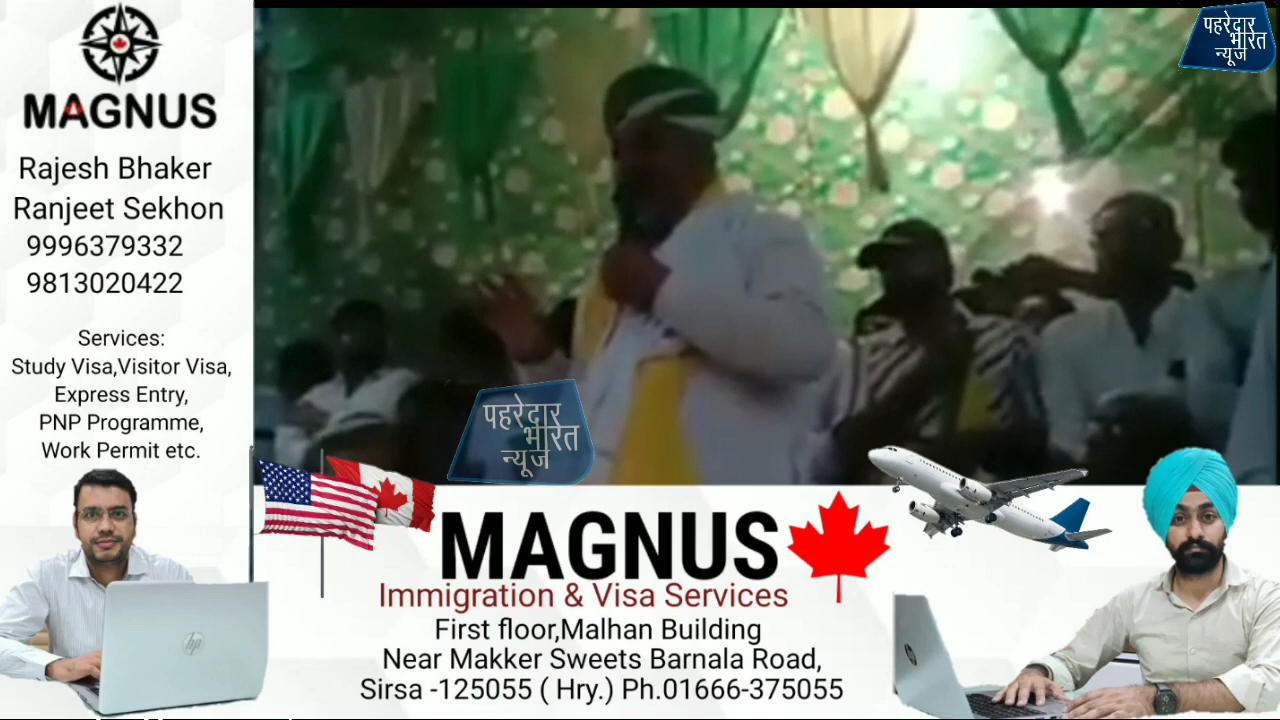 MAGNUS
Rajesh Bhaker
Ranjeet Sekhon
9996379332
9813020422
Services:
Study Visa,Visitor Visa,
Express Entry,
PNP Programme,
Work Permit etc.
पहरेदार
भारत
न्यूज
पहरेदार
भारत
न्यूज
hp
MAGNUS
Immigration & Visa Services
First floor,Malhan Building
Near Makker Sweets Barnala Road,
Sirsa -125055 ( Hry.) Ph.01666-375055